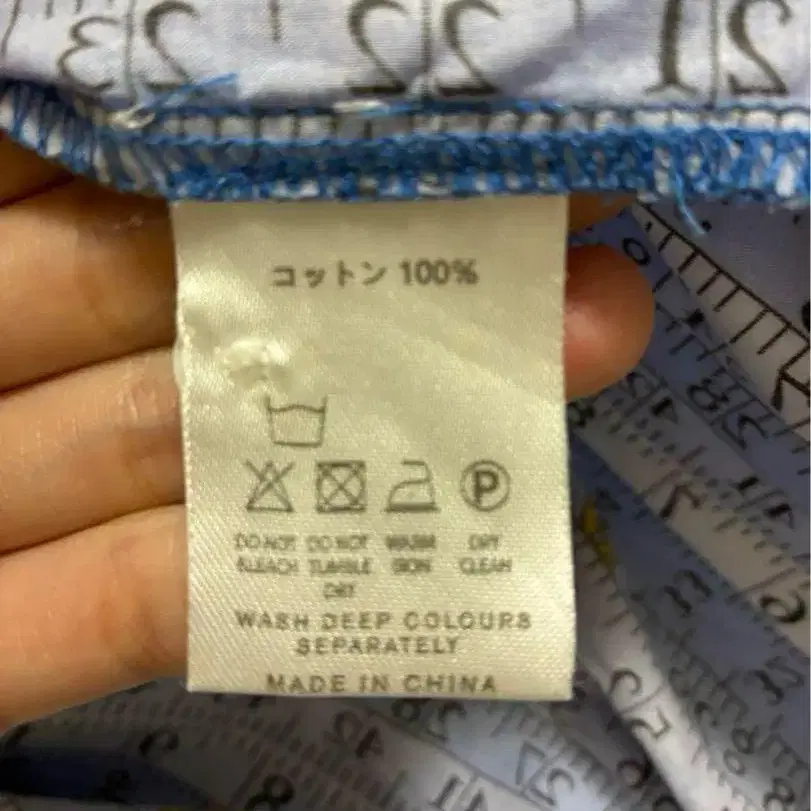 コットン 100%
P
DO NOT DO NOT WARM DRY
BLEACH TUMBLE IRON CLEAN
DRY
WASH DEEP COLOURS
SEPARATELY
MADE IN CHINA